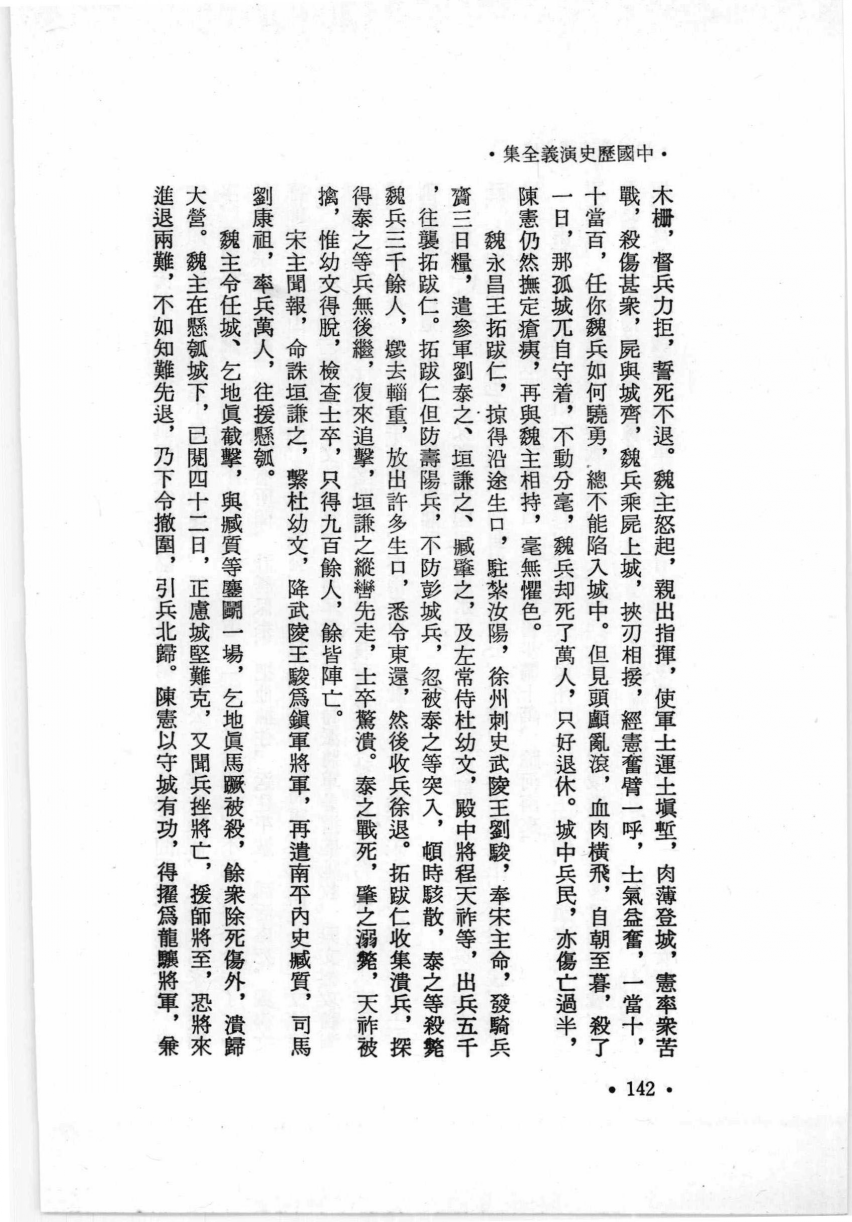 •中國歷史演義全集•
木柵，督兵力拒，誓死不退。魏主怒起，親出指揮，使軍士運土塡塹，肉薄登城，憲率衆苦
戰，殺傷甚衆，屍與城齊，魏兵乘屍上城，挾刃相接，經憲奮臂一呼，士氣益奮，一當十，
十當百，任你魏兵如何驍勇，總不能陷入城中。但見頭顱亂滾，血肉橫飛，自朝至暮，殺了
一日，那孤城兀自守着，不動分毫，魏兵却死了萬人，只好退休。城中兵民，亦傷亡過半，
陳憲仍然撫定瘡痍，再與魏主相持，毫無懼色。
魏永昌王拓跋仁，掠得沿途生口，駐紮汝陽，徐州刺史武陵王劉駿，奉宋主命，發騎兵
齎三日糧，遣參軍劉泰之、垣謙之、臧肇之，及左常侍杜幼文，殿中將程天祚等，出兵五千
，往襲拓跋仁。拓跋仁但防壽陽兵，不防彭城兵，忽被泰之等突入，頓時駭散，泰之等殺斃
魏兵三千餘人，燬去輜重，放出許多生口，悉令東還，然後收兵徐退。拓跋仁收集潰兵，探
得泰之等兵無後繼，復來追擊，垣謙之縱轡先走，士卒驚潰。泰之戰死，肇之溺斃，天祚被
擒，惟幼文得脫，檢查士卒，只得九百餘人，餘皆陣亡。
宋主聞報，命誅垣謙之，繫杜幼文，降武陵王駿爲鎭軍將軍，再遣南平內史臧質，司馬
劉康祖，率兵萬人，往援懸瓠。
魏主令任城、乞地眞截擊，與臧質等鏖鬭一場，乞地眞馬蹶被殺，餘衆除死傷外，潰歸
大營。魏主在懸瓠城下，已閱四十二日，正慮城堅難克，又聞兵挫將亡，援師將至，恐將來
進退兩難，不如知難先退，乃下令撤圍，引兵北歸。陳憲以守城有功，得擢爲龍驤將軍，兼
•142•